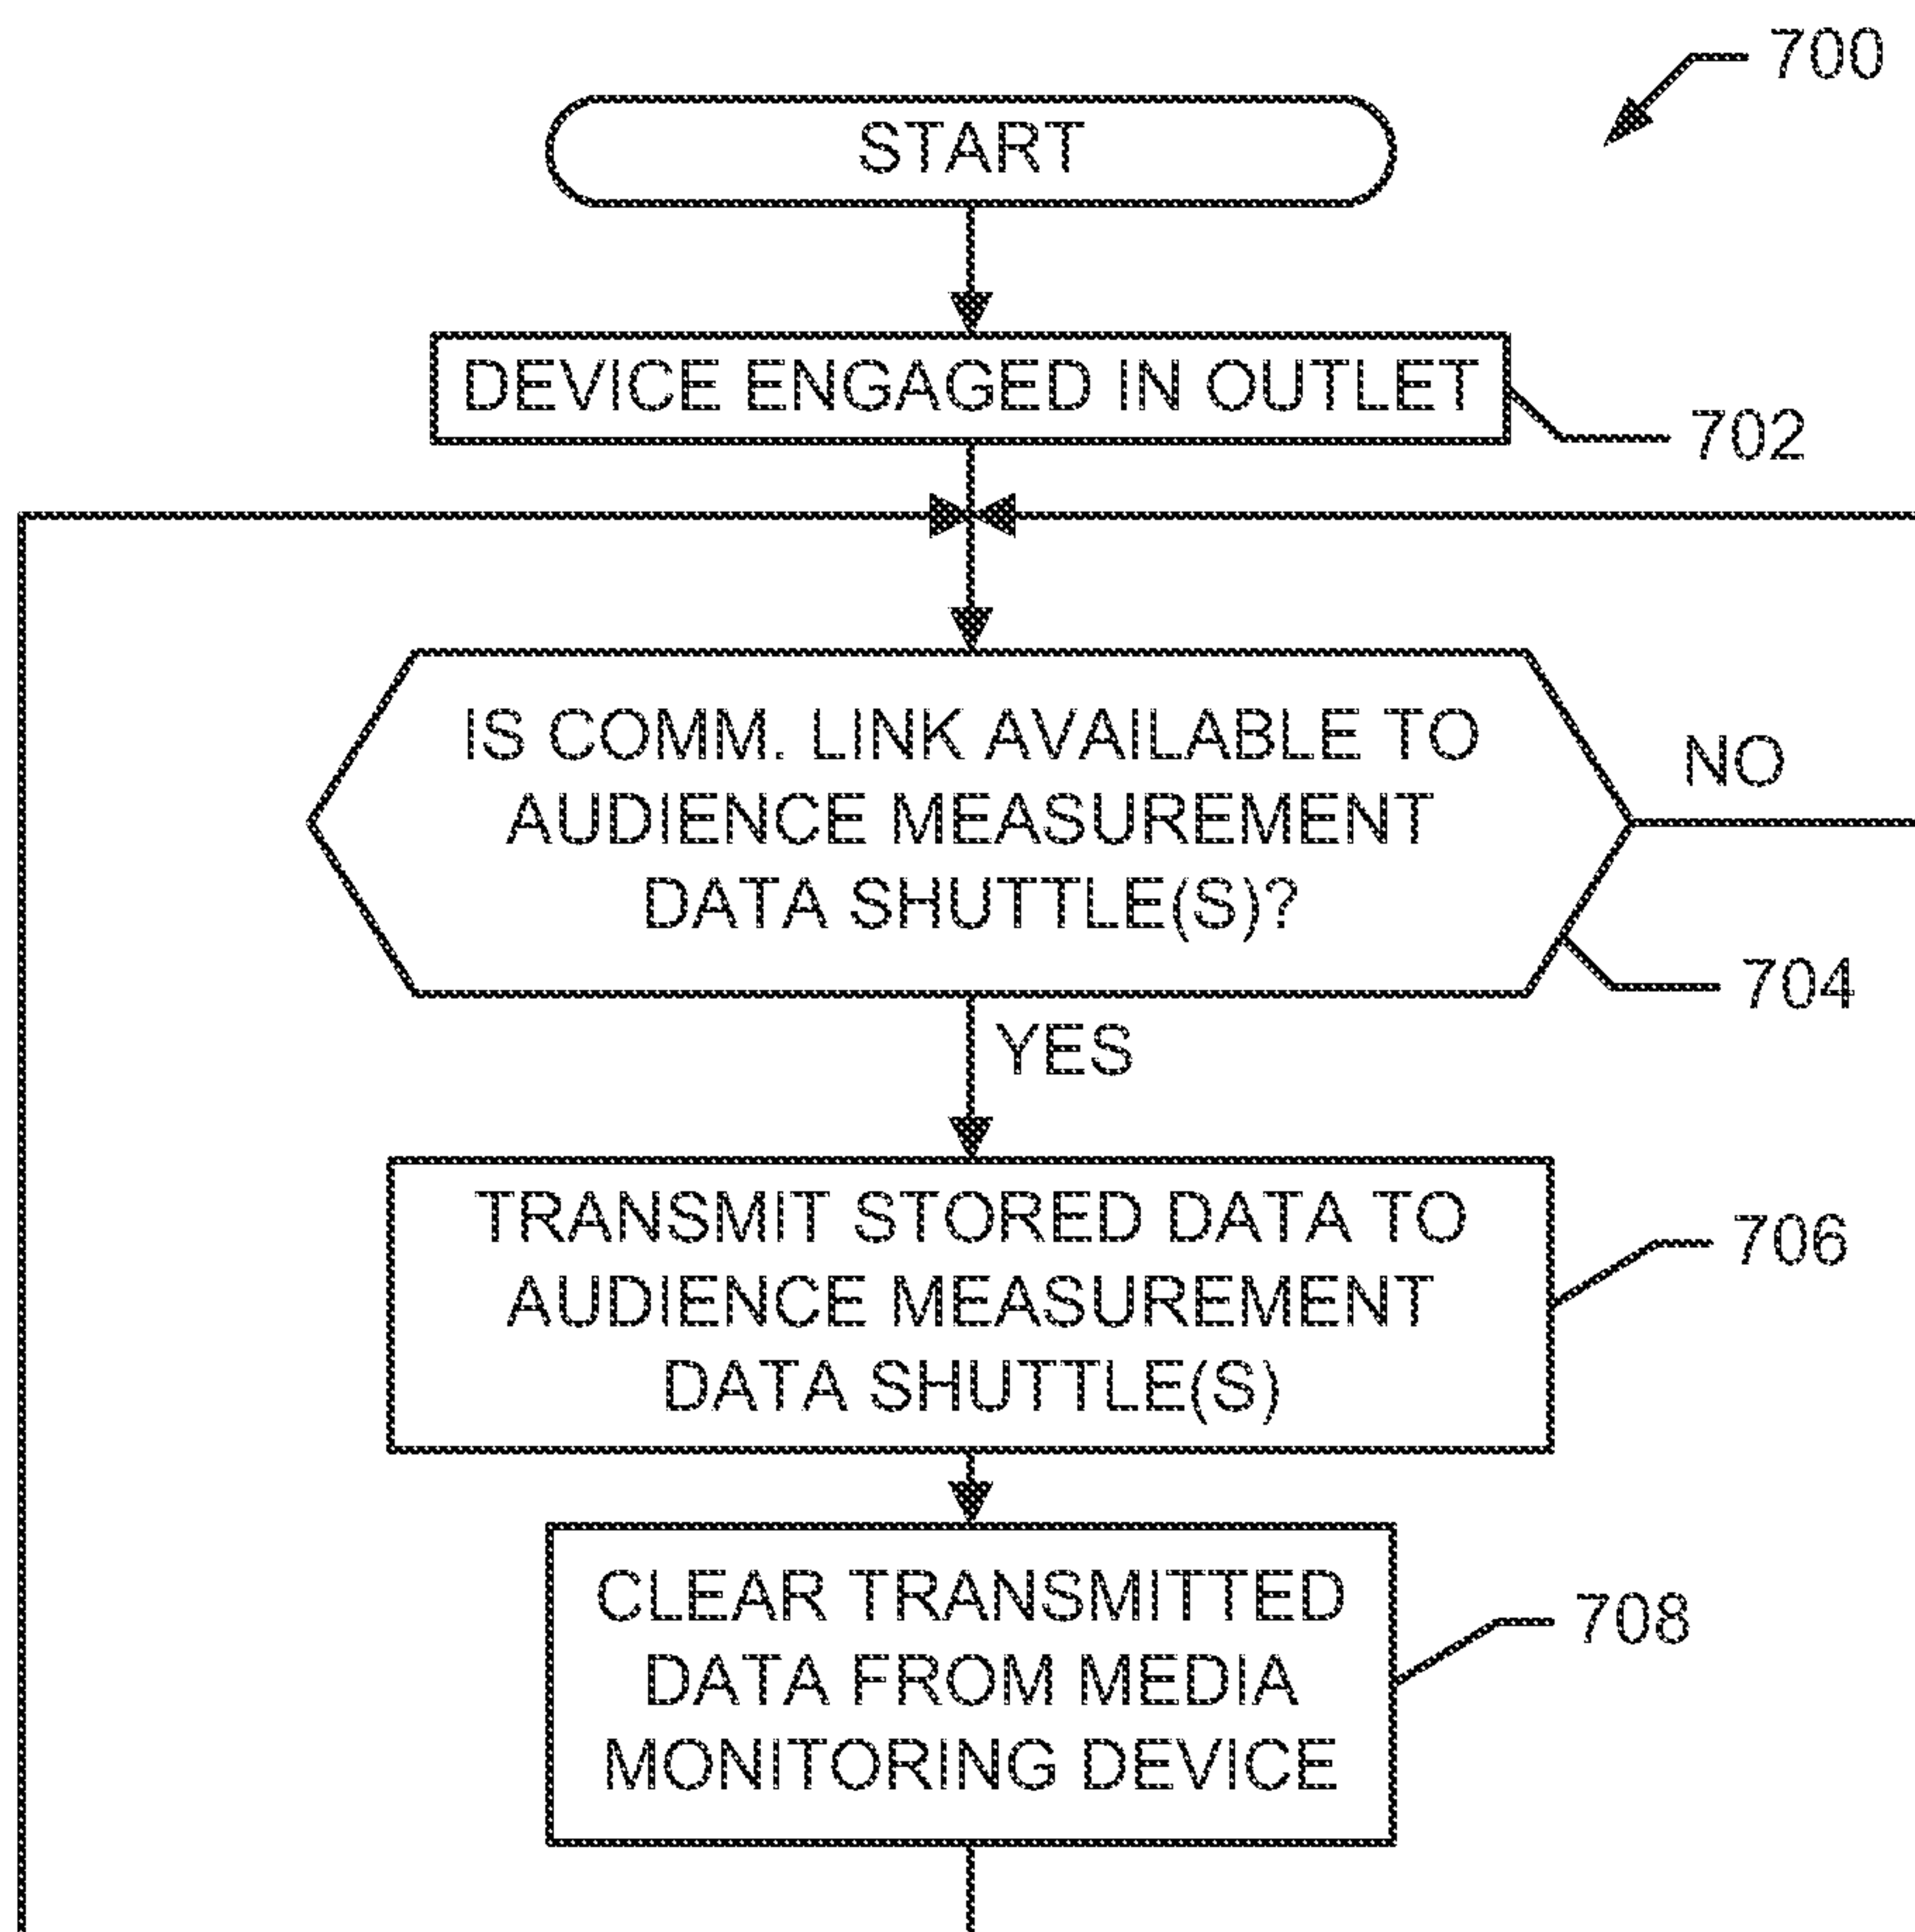 700
START
DEVICE ENGAGED IN OUTLET
702
IS COMM. LINK AVAILABLE TO
AUDIENCE MEASUREMENT
DATA SHUTTLE(S)?
NO
704
YES
TRANSMIT STORED DATA TO
AUDIENCE MEASUREMENT
DATA SHUTTLE(S)
706
CLEAR TRANSMITTED
DATA FROM MEDIA
MONITORING DEVICE
708